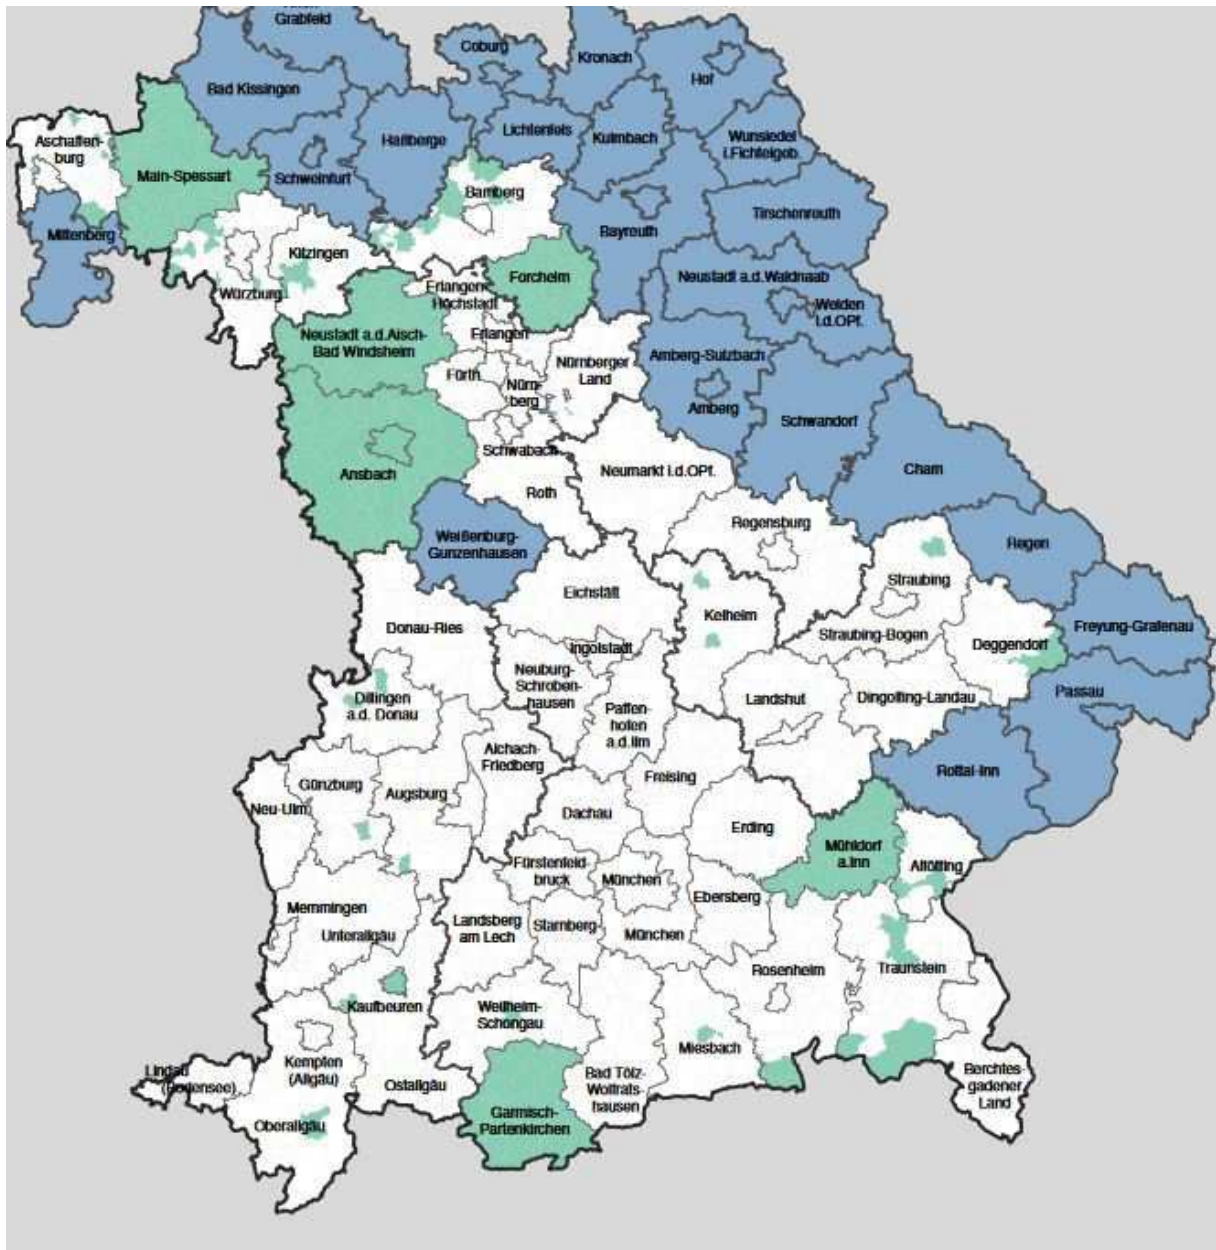 Grabfeld
Coburg
Kronach
Hof
Bad Kissingen
Aschaffen-
burg
Haßberge
Lichtenfels
Kulmbach
Wunsiedel
i.Fichtelgeb.
Main-Spessart
Schweinfurt
Bamberg
Miltenberg
Bayreuth
Tirschenreuth
Kitzingen
Forcheim
Neustadt a.d.Waldnaab
Würzburg
Erlangen-
Höchstadt
Weiden
i.d.OPf.
Neustadt a.d.Aisch-
Bad Windsheim
Erlangen
Nürnberger
Land
Amberg-Sulzbach
Fürth
Nürn-
berg
Amberg
Schwandorf
Ansbach
Schwabach
Neumarkt i.d.OPf.
Cham
Roth
Regensburg
Weißenburg-
Gunzenhausen
Regen
Straubing
Eichstätt
Kelheim
Donau-Ries
Straubing-Bogen
Freyung-Grafenau
Ingolstadt
Deggendorf
Neuburg-
Schroben-
hausen
Dillingen
a.d. Donau
Landshut
Dingolfing-Landau
Passau
Paffen-
hofen
a.d.Ilm
Aichach-
Friedberg
Rottal-Inn
Günzburg
Augsburg
Freising
Neu-Ulm
Dachau
Erding
Mühldorf
a.Inn
Altötting
Fürstenfeld-
bruck
München
Ebersberg
Memmingen
Unterallgäu
Landsberg
am Lech
Starnberg-
München
Rosenheim
Traunstein
Kaufbeuren
Weilheim-
Schongau
Miesbach
Kempten
(Allgäu)
Lindau
(Bodensee)
Ostallgäu
Bad Tölz-
Wolfrats-
hausen
Berchtes-
gadener
Land
Oberallgäu
Garmisch-
Partenkirchen